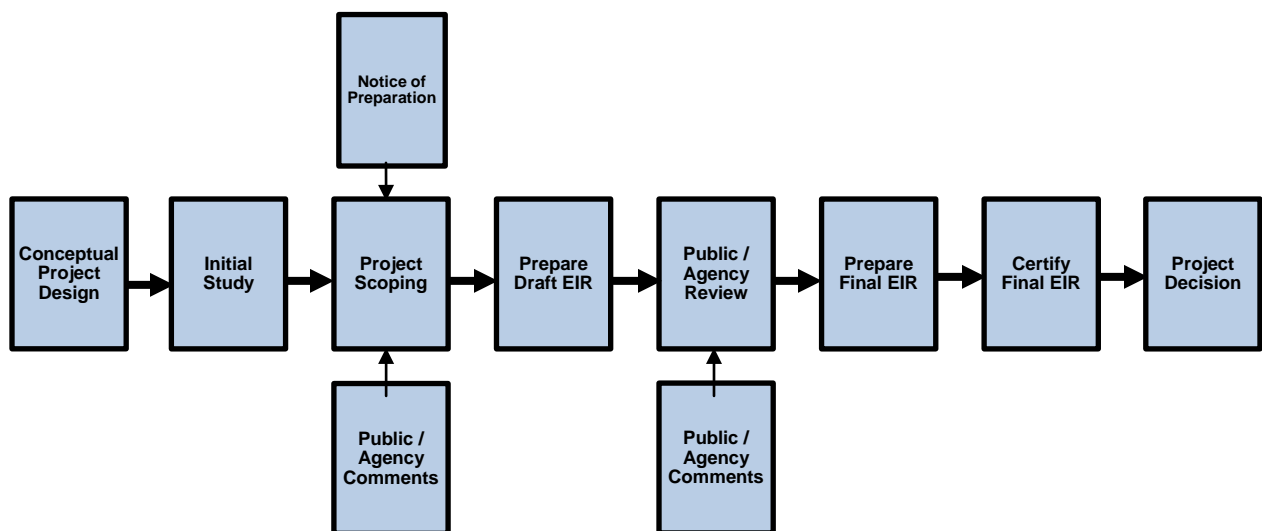 Notice of
Preparation
Conceptual
Project
Design
Initial
Study
Project
Scoping
Prepare
Draft EIR
Public /
Agency
Review
Prepare
Final EIR
Certify
Final EIR
Project
Decision
Public /
Agency
Comments
Public /
Agency
Comments